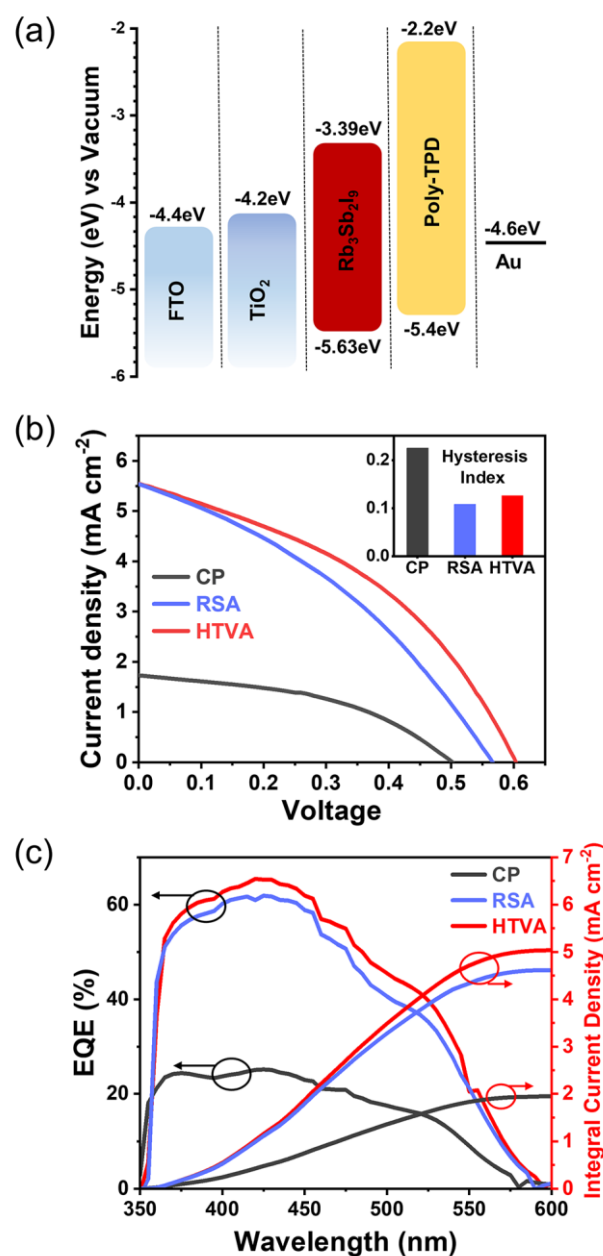 (a)
Energy (eV) vs Vacuum
-2
-3
-4
-5
-6
-4.4eV
FTO
-4.2eV
TiO₂
-3.39eV
Rb₃Sb₂I₉
-5.63eV
-2.2eV
Poly-TPD
-5.4eV
-4.6eV
Au
(b)
Current density (mA cm⁻²)
6
5
4
3
2
1
0
0.0 0.1 0.2 0.3 0.4 0.5 0.6
Voltage
CP
RSA
HTVA
Hysteresis
Index
0.2
0.1
0.0
CP RSA HTVA
(c)
EQE (%)
60
40
20
0
350 400 450 500 550 600
Wavelength (nm)
CP
RSA
HTVA
7
6
5
4
3
2
1
0
Integral Current Density (mA cm⁻²)